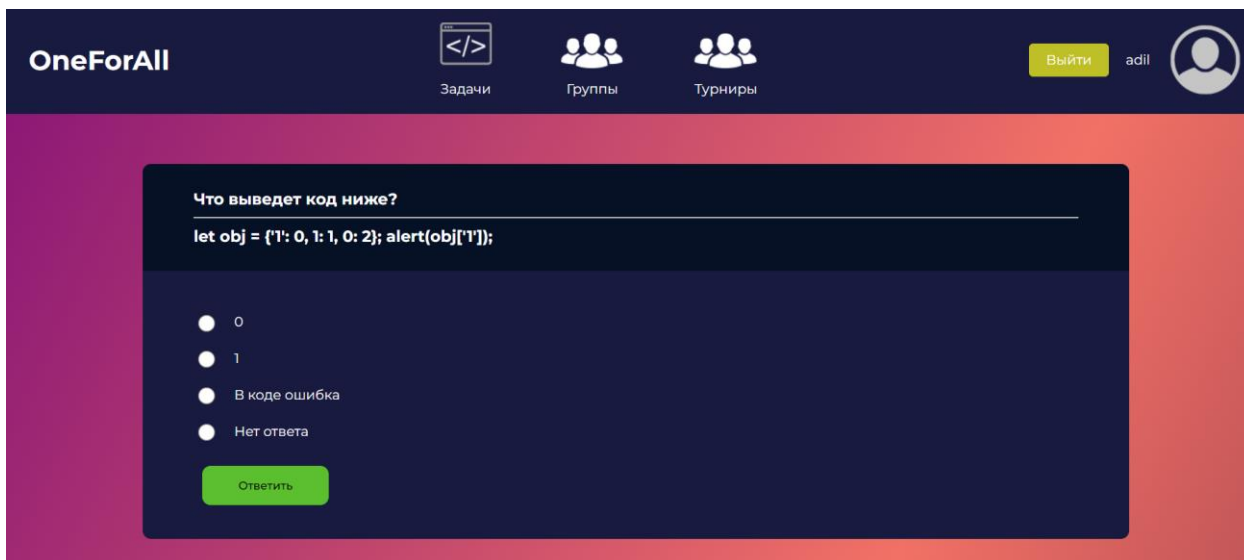 OneForAll
</>
Задачи
Группы
Турниры
Выйти
adil
Что выведет код ниже?
let obj = {'1': 0, 1: 1, 0: 2}; alert(obj['1']);
0
1
В коде ошибка
Нет ответа
Ответить